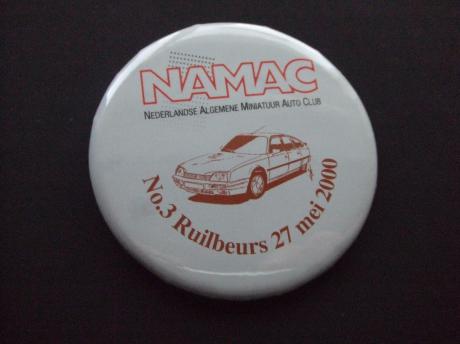 NAMAC
NEDERLANDSE ALGEMENE MINIATUUR AUTO CLUB
No.3 Ruilbeurs 27 mei 2000